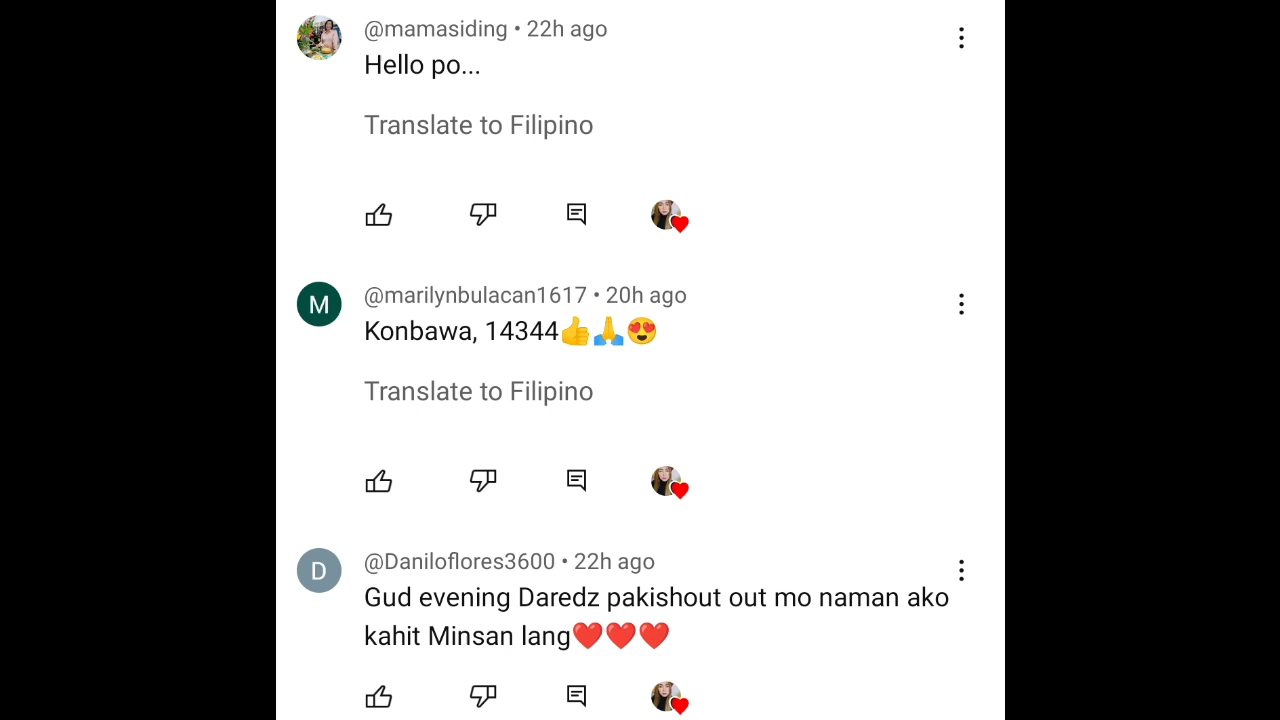 @mamasiding • 22h ago
Hello po...
Translate to Filipino
M
@marilynbulacan1617 • 20h ago
Konbawa, 14344👍🙏😍
Translate to Filipino
D
@Daniloflores3600 • 22h ago
Gud evening Daredz pakishout out mo naman ako
kahit Minsan lang❤️❤️❤️